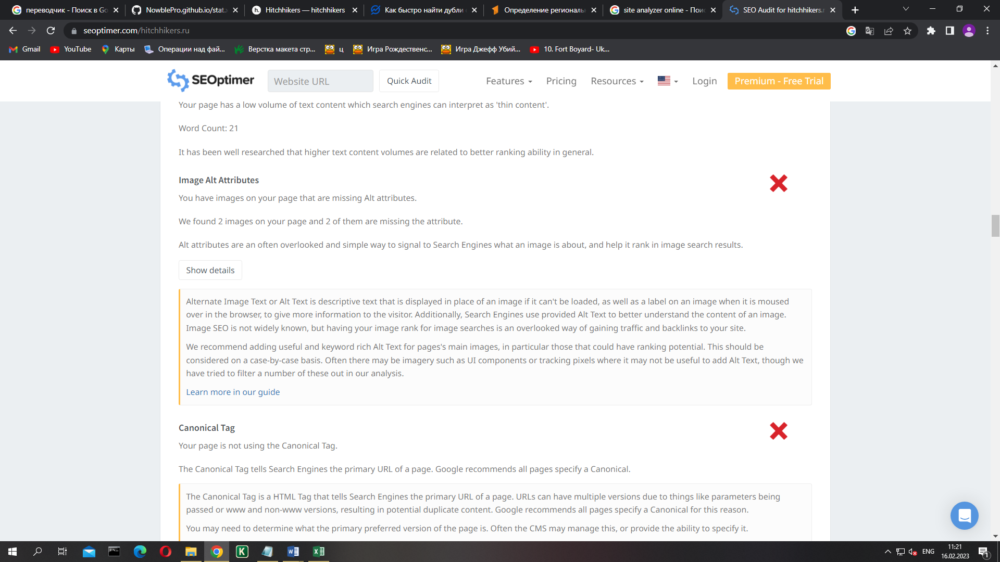 переводчик - Поиск в Go
NowblePro.github.io/stat.
Hitchhikers — hitchhikers
Как быстро найти дубли
Определение региональ
site analyzer online - Пои
SEO Audit for hitchhikers.r
seoptimer.com/hitchhikers.ru
Gmail
YouTube
Карты
Операции над фай...
Верстка макета стр...
ц
Игра Рождественс...
Игра Джефф Убий...
10. Fort Boyard- Uk...
SEOptimer
Website URL
Quick Audit
Features
Pricing
Resources
Login
Premium - Free Trial
Your page has a low volume of text content which search engines can interpret as 'thin content'.
Word Count: 21
It has been well researched that higher text content volumes are related to better ranking ability in general.
Image Alt Attributes
You have images on your page that are missing Alt attributes.
We found 2 images on your page and 2 of them are missing the attribute.
Alt attributes are an often overlooked and simple way to signal to Search Engines what an image is about, and help it rank in image search results.
Show details
Alternate Image Text or Alt Text is descriptive text that is displayed in place of an image if it can't be loaded, as well as a label on an image when it is moused
over in the browser, to give more information to the visitor. Additionally, Search Engines use provided Alt Text to better understand the content of an image.
Image SEO is not widely known, but having your image rank for image searches is an overlooked way of gaining traffic and backlinks to your site.
We recommend adding useful and keyword rich Alt Text for pages's main images, in particular those that could have ranking potential. This should be
considered on a case-by-case basis. Often there may be imagery such as UI components or tracking pixels where it may not be useful to add Alt Text, though we
have tried to filter a number of these out in our analysis.
Learn more in our guide
Canonical Tag
Your page is not using the Canonical Tag.
The Canonical Tag tells Search Engines the primary URL of a page. Google recommends all pages specify a Canonical.
The Canonical Tag is a HTML Tag that tells Search Engines the primary URL of a page. URLs can have multiple versions due to things like parameters being
passed or www and non-www versions, resulting in potential duplicate content. Google recommends all pages specify a Canonical for this reason.
You may need to determine what the primary preferred version of the page is. Often the CMS may manage this, or provide the ability to specify it.
ENG
11:21
16.02.2023
1